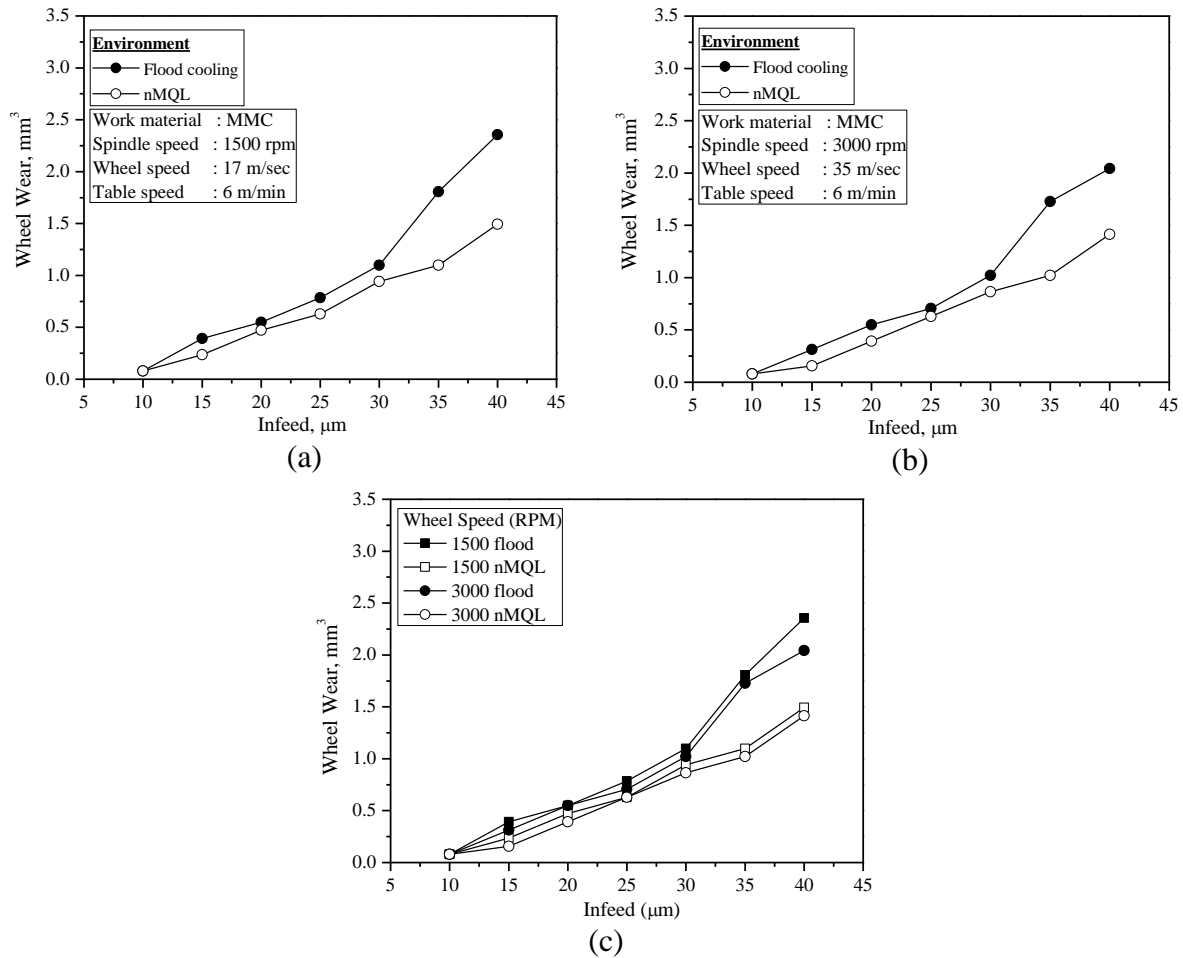 Environment
Flood cooling
nMQL
Work material : MMC
Spindle speed : 1500 rpm
Wheel speed : 17 m/sec
Table speed : 6 m/min
Wheel Wear, mm³
3.5
3.0
2.5
2.0
1.5
1.0
0.5
0.0
5 10 15 20 25 30 35 40 45
Infeed, μm
(a)
Environment
Flood cooling
nMQL
Work material : MMC
Spindle speed : 3000 rpm
Wheel speed : 35 m/sec
Table speed : 6 m/min
Wheel Wear, mm³
3.5
3.0
2.5
2.0
1.5
1.0
0.5
0.0
5 10 15 20 25 30 35 40 45
Infeed, μm
(b)
Wheel Speed (RPM)
1500 flood
1500 nMQL
3000 flood
3000 nMQL
Wheel Wear, mm³
3.5
3.0
2.5
2.0
1.5
1.0
0.5
0.0
5 10 15 20 25 30 35 40 45
Infeed (μm)
(c)